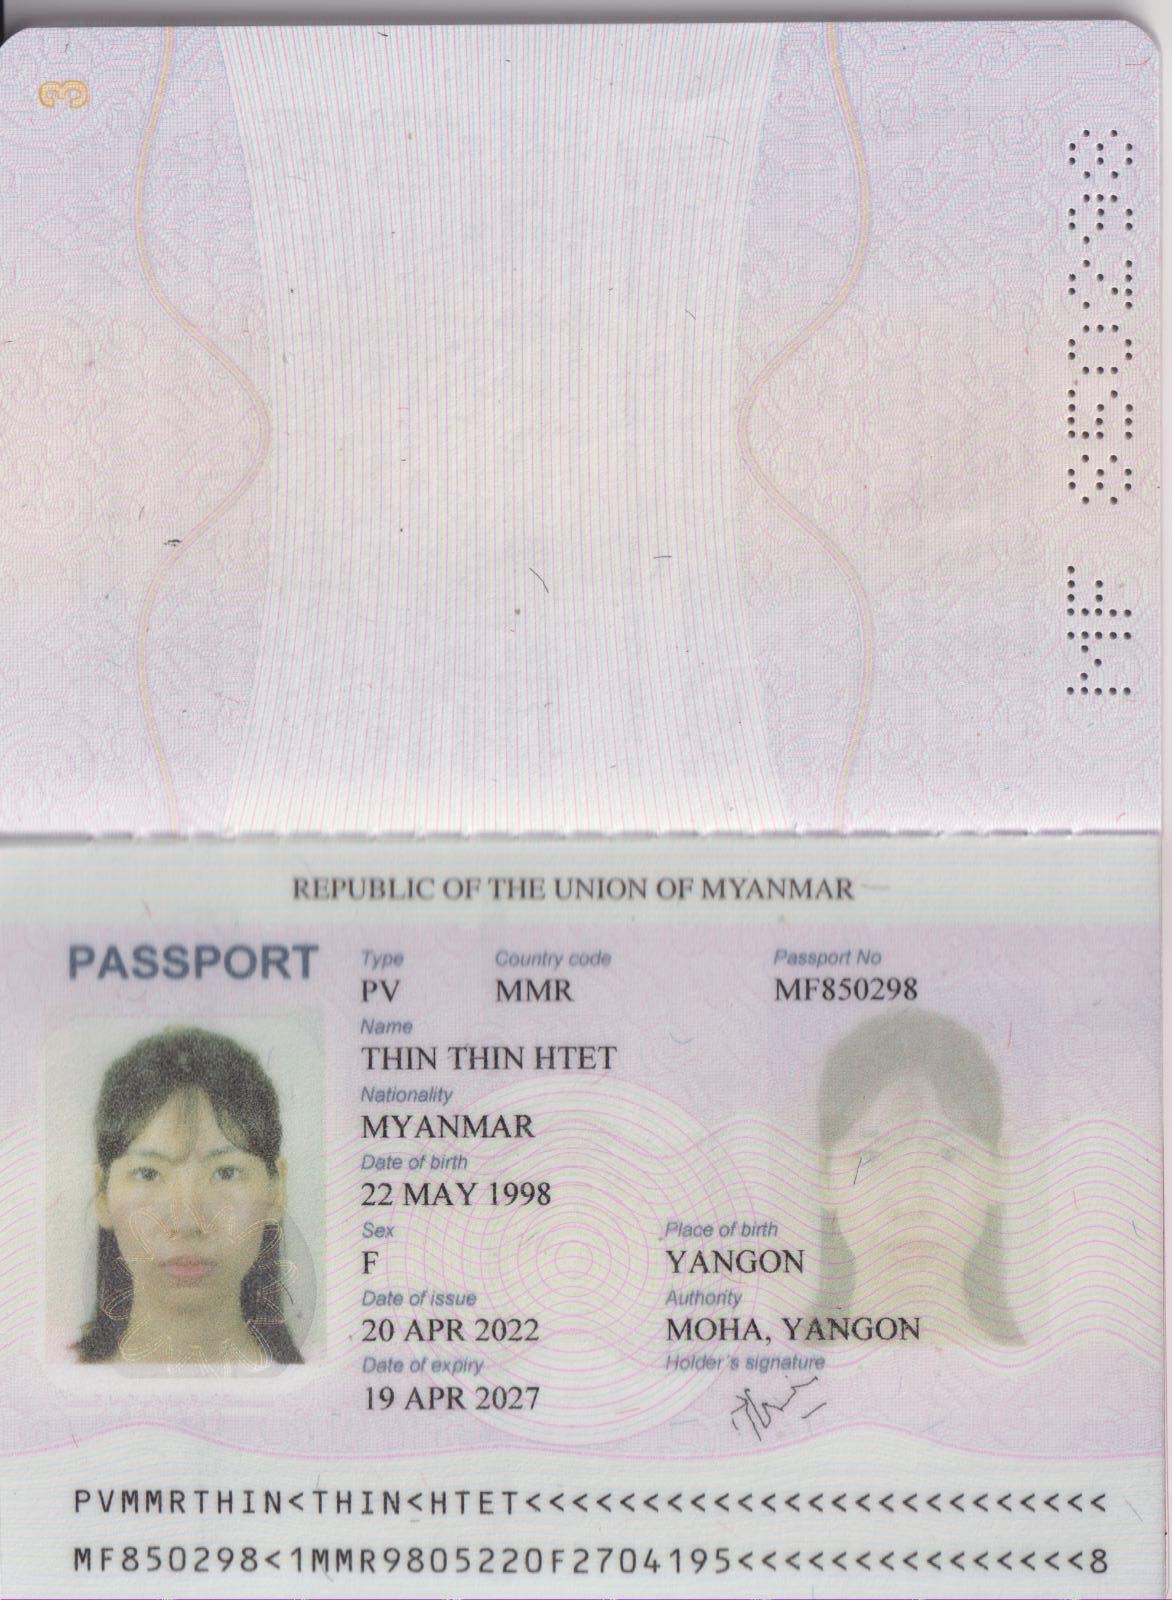 3
MF 850298
REPUBLIC OF THE UNION OF MYANMAR
PASSPORT
Type
Country code
Passport No
PV
MMR
MF850298
Name
THIN THIN HTET
Nationality
MYANMAR
Date of birth
22 MAY 1998
Sex
Place of birth
F
YANGON
Date of issue
Authority
20 APR 2022
MOHA, YANGON
Date of expiry
Holder's signature
19 APR 2027
PVMMRTHIN<THIN<HTET<<<<<<<<<<<<<<<<<<<<<<<<<
MF850298<1MMR9805220F2704195<<<<<<<<<<<<<<<8